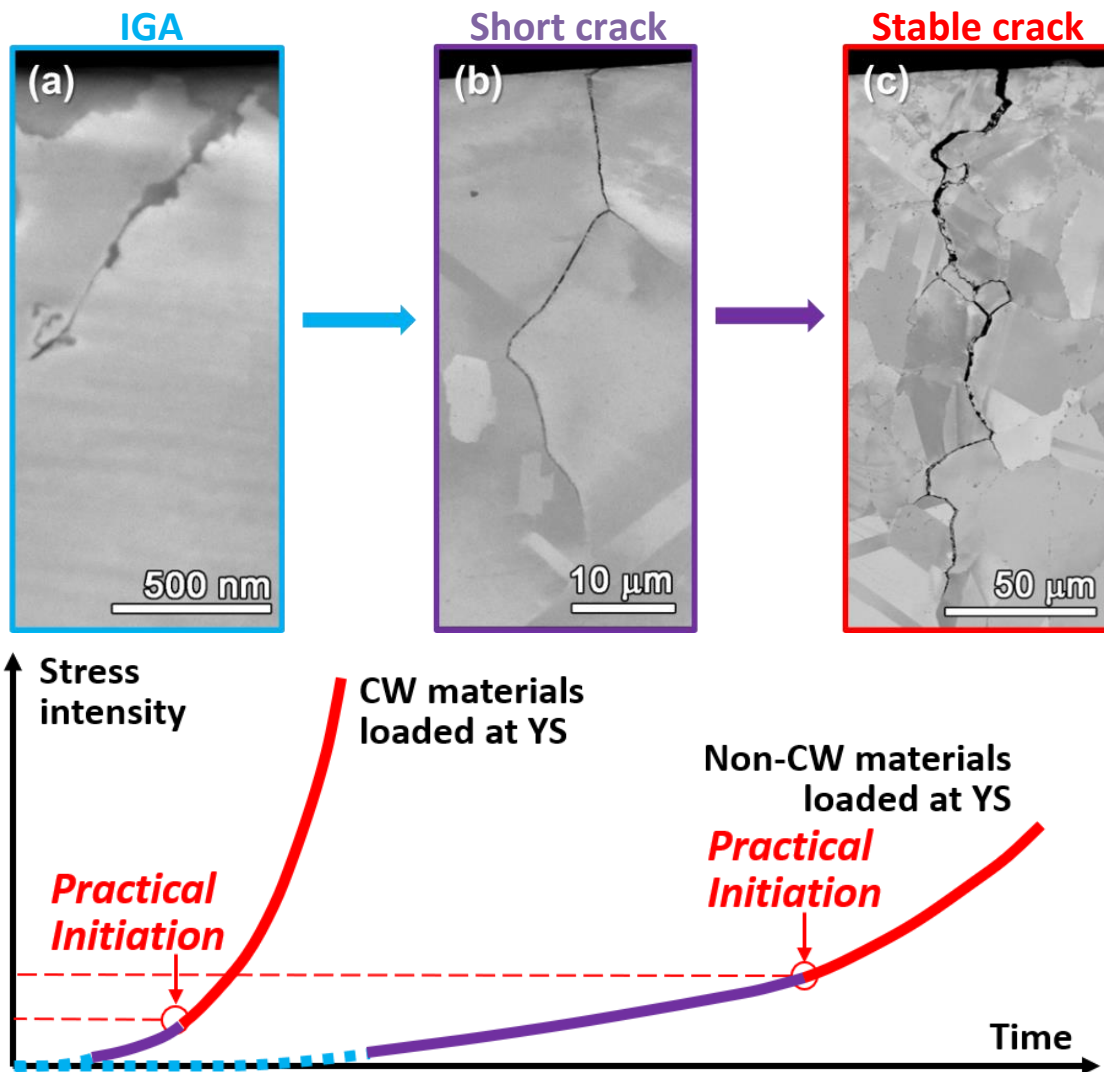 IGA
Short crack
Stable crack
(a)
(b)
(c)
500 nm
10 μm
50 μm
Stress
intensity
CW materials
loaded at YS
Non-CW materials
loaded at YS
Practical
Initiation
Practical
Initiation
Time